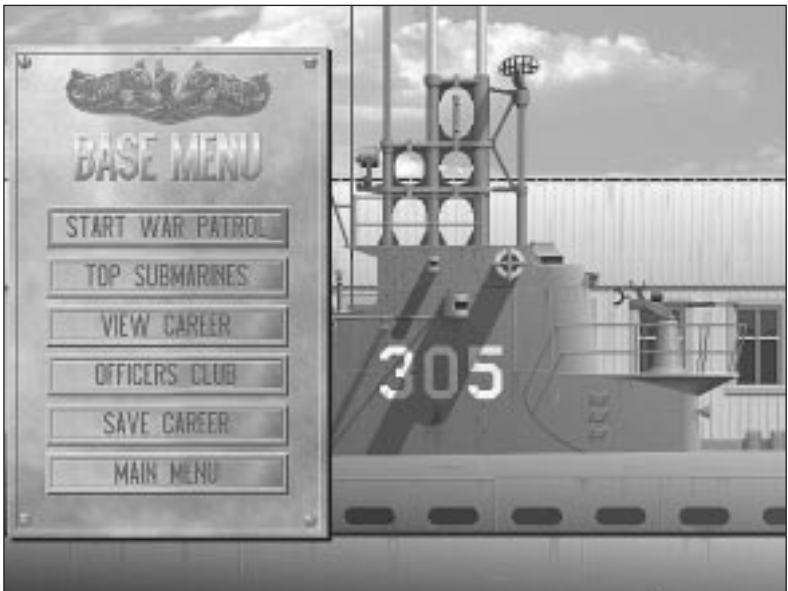 BASE MENU
START WAR PATROL
TOP SUBMARINES
VIEW CAREER
OFFICERS CLUB
SAVE CAREER
MAIN MENU
305